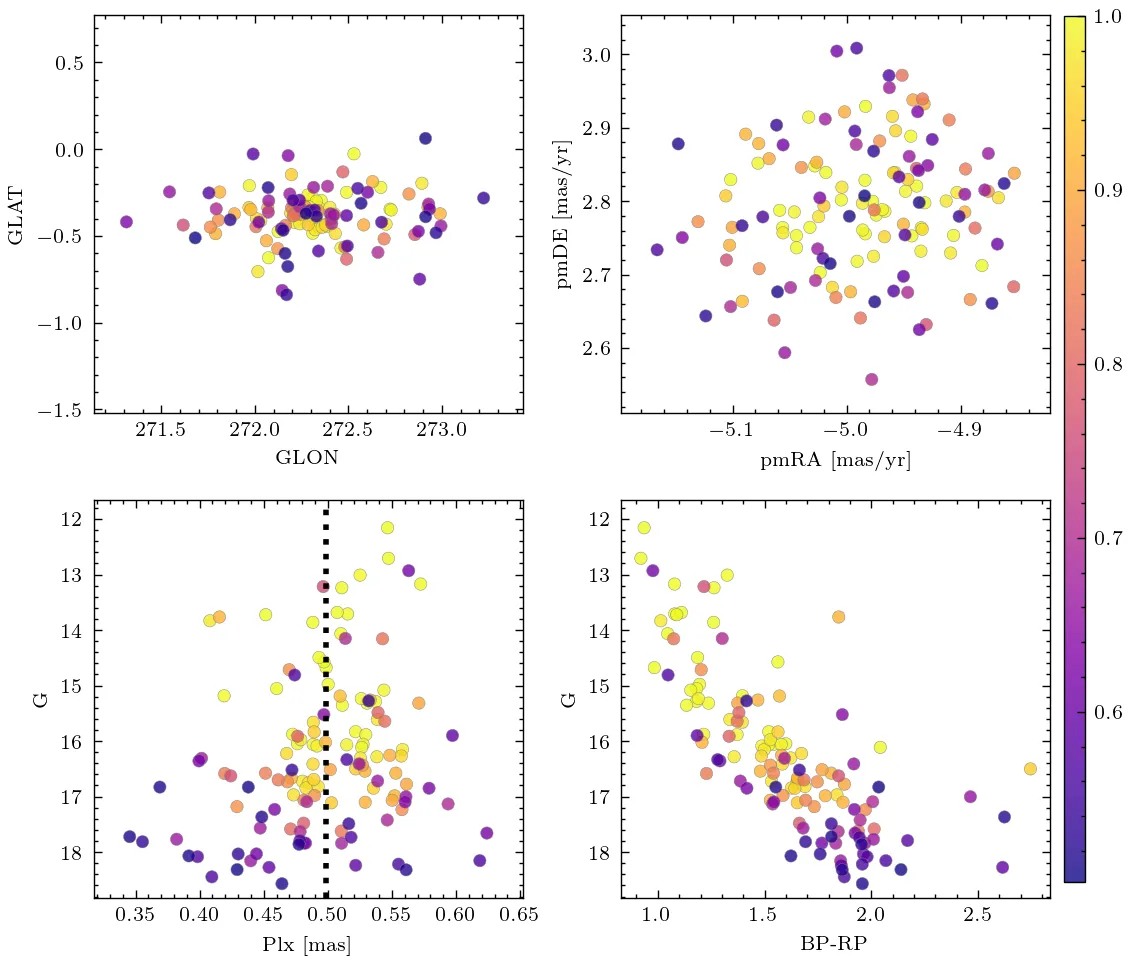 0.5
0.0
−0.5
−1.0
−1.5
GLAT
271.5 272.0 272.5 273.0
GLON
3.0
2.9
2.8
2.7
2.6
pmDE [mas/yr]
−5.1 −5.0 −4.9
pmRA [mas/yr]
1.0
0.9
0.8
0.7
0.6
12
13
14
15
16
17
18
G
0.35 0.40 0.45 0.50 0.55 0.60 0.65
Plx [mas]
12
13
14
15
16
17
18
G
1.0 1.5 2.0 2.5
BP-RP